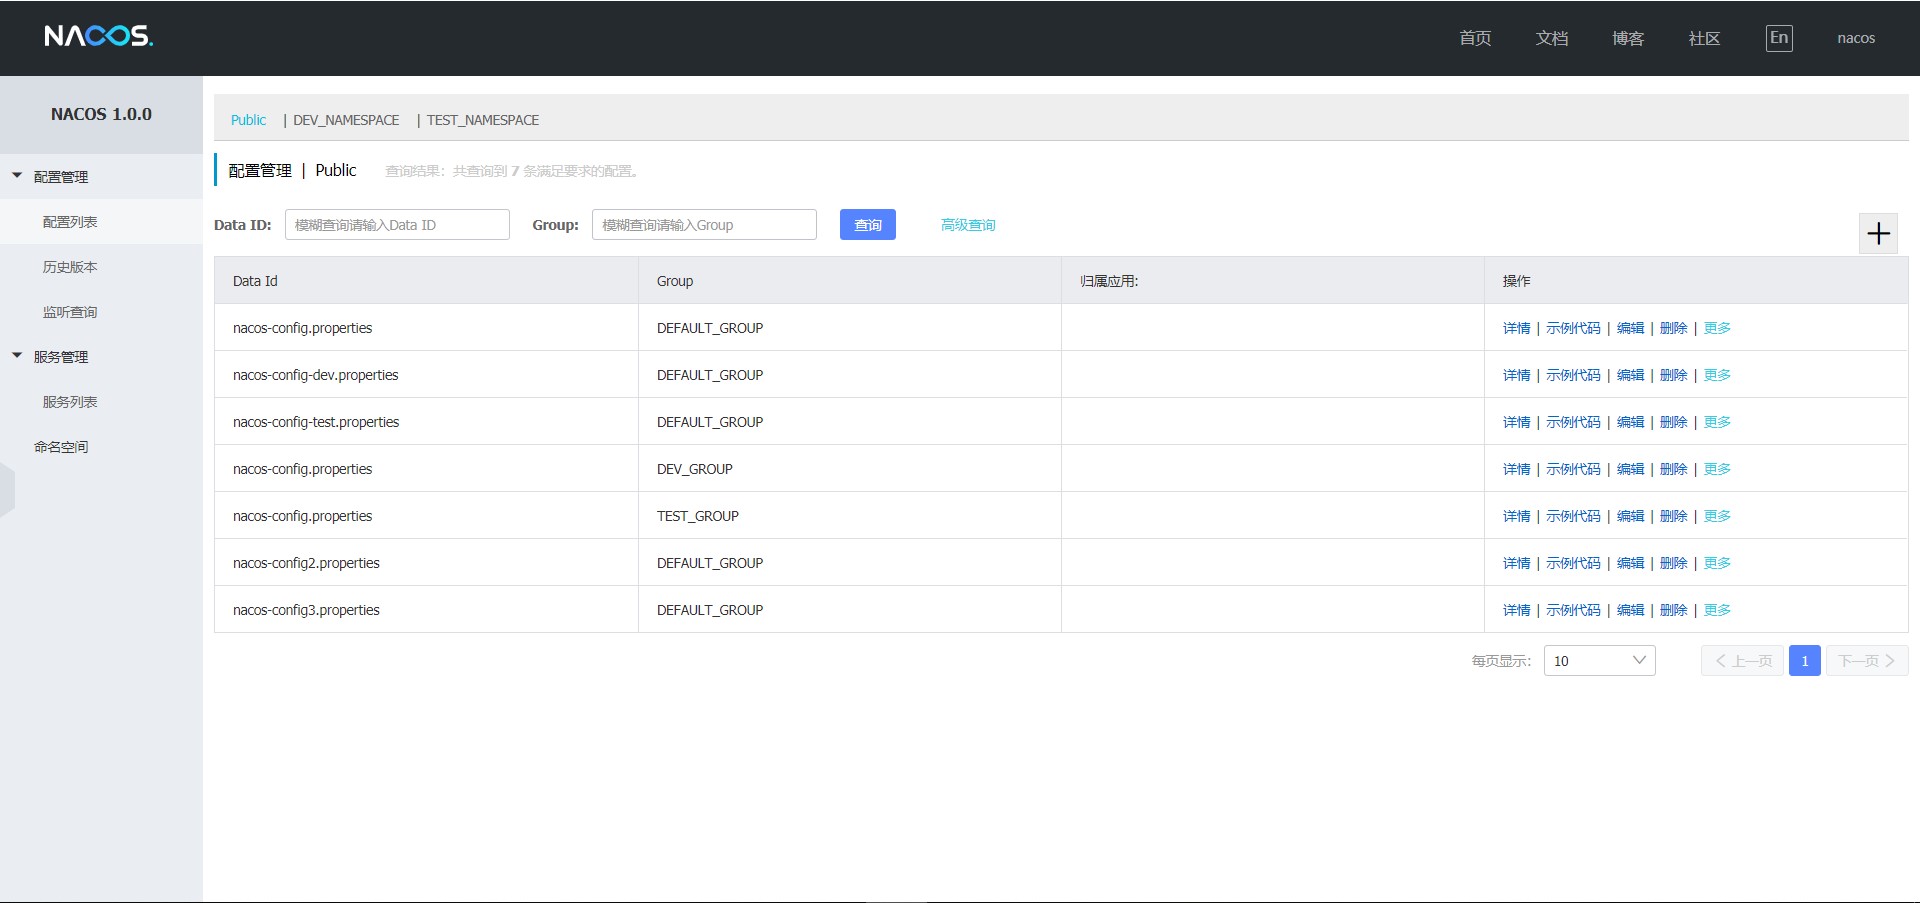 NACOS.
首页 文档 博客 社区 En nacos
NACOS 1.0.0
配置管理
配置列表
历史版本
监听查询
服务管理
服务列表
命名空间
Public | DEV_NAMESPACE | TEST_NAMESPACE
配置管理 | Public 查询结果：共查询到 7 条满足要求的配置。
Data ID: 模糊查询请输入Data ID Group: 模糊查询请输入Group 查询 高级查询
Data Id Group 归属应用: 操作
nacos-config.properties DEFAULT_GROUP 详情 | 示例代码 | 编辑 | 删除 | 更多
nacos-config-dev.properties DEFAULT_GROUP 详情 | 示例代码 | 编辑 | 删除 | 更多
nacos-config-test.properties DEFAULT_GROUP 详情 | 示例代码 | 编辑 | 删除 | 更多
nacos-config.properties DEV_GROUP 详情 | 示例代码 | 编辑 | 删除 | 更多
nacos-config.properties TEST_GROUP 详情 | 示例代码 | 编辑 | 删除 | 更多
nacos-config2.properties DEFAULT_GROUP 详情 | 示例代码 | 编辑 | 删除 | 更多
nacos-config3.properties DEFAULT_GROUP 详情 | 示例代码 | 编辑 | 删除 | 更多
每页显示: 10 上一页 1 下一页